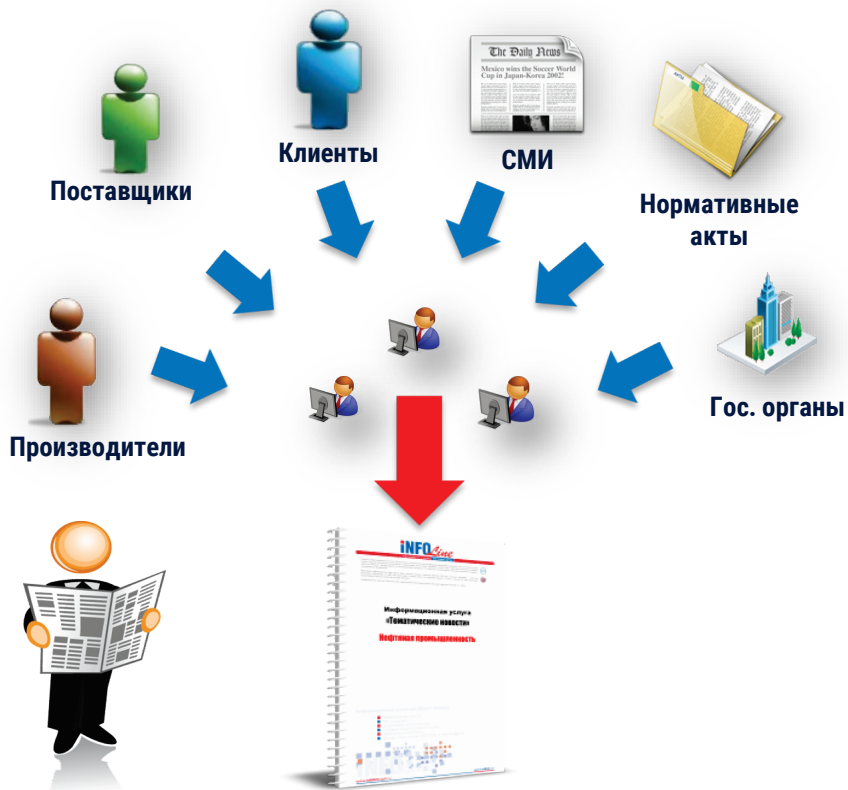 The Daily News
Mexico wins the Soccer World
Cup in Japan-Korea 2002!
Клиенты
СМИ
Поставщики
Нормативные
акты
Гос. органы
Производители
iNFOLine
Информационная услуга
«Тематические новости»
Нефтяная промышленность